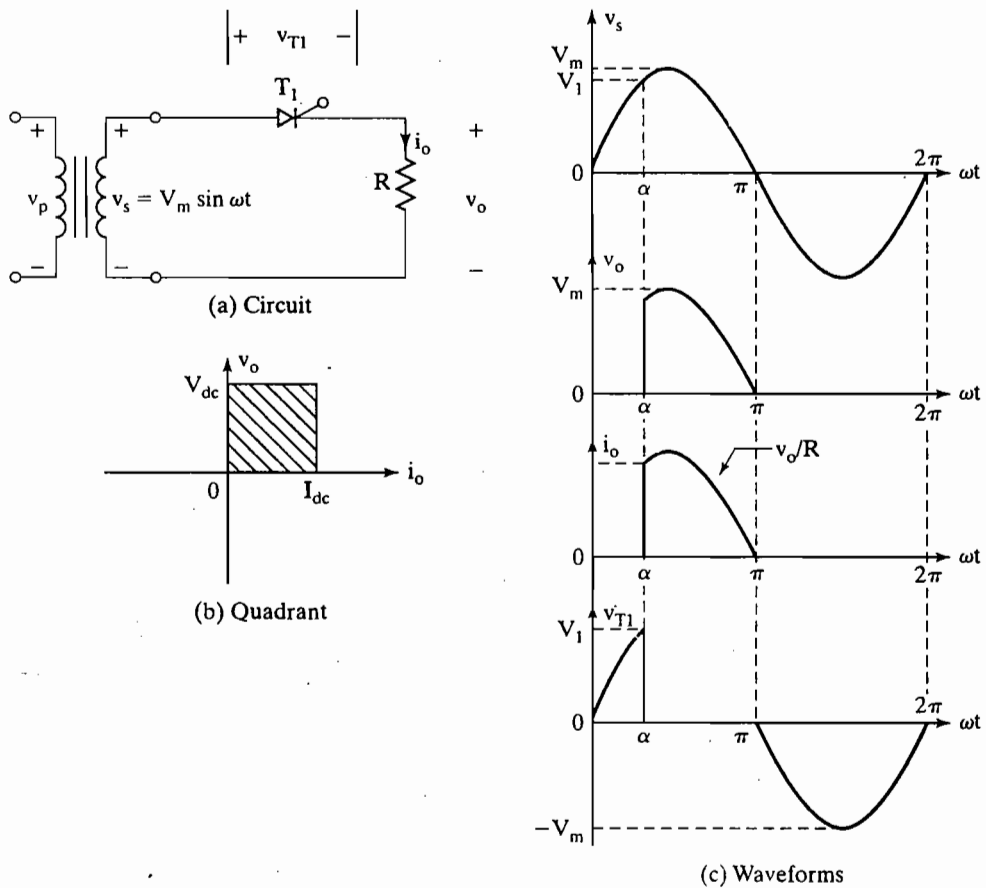 + v_T1 −
T_1
+ + + i_o
v_p v_s = V_m sin ωt R v_o
− − −
(a) Circuit
v_o
V_dc
0 I_dc i_o
(b) Quadrant
v_s
V_m
V_1
0 α π 2π ωt
v_o
V_m
0 α π 2π ωt
i_o v_o/R
0 α π 2π ωt
v_T1
V_1
0 α π 2π ωt
−V_m
(c) Waveforms